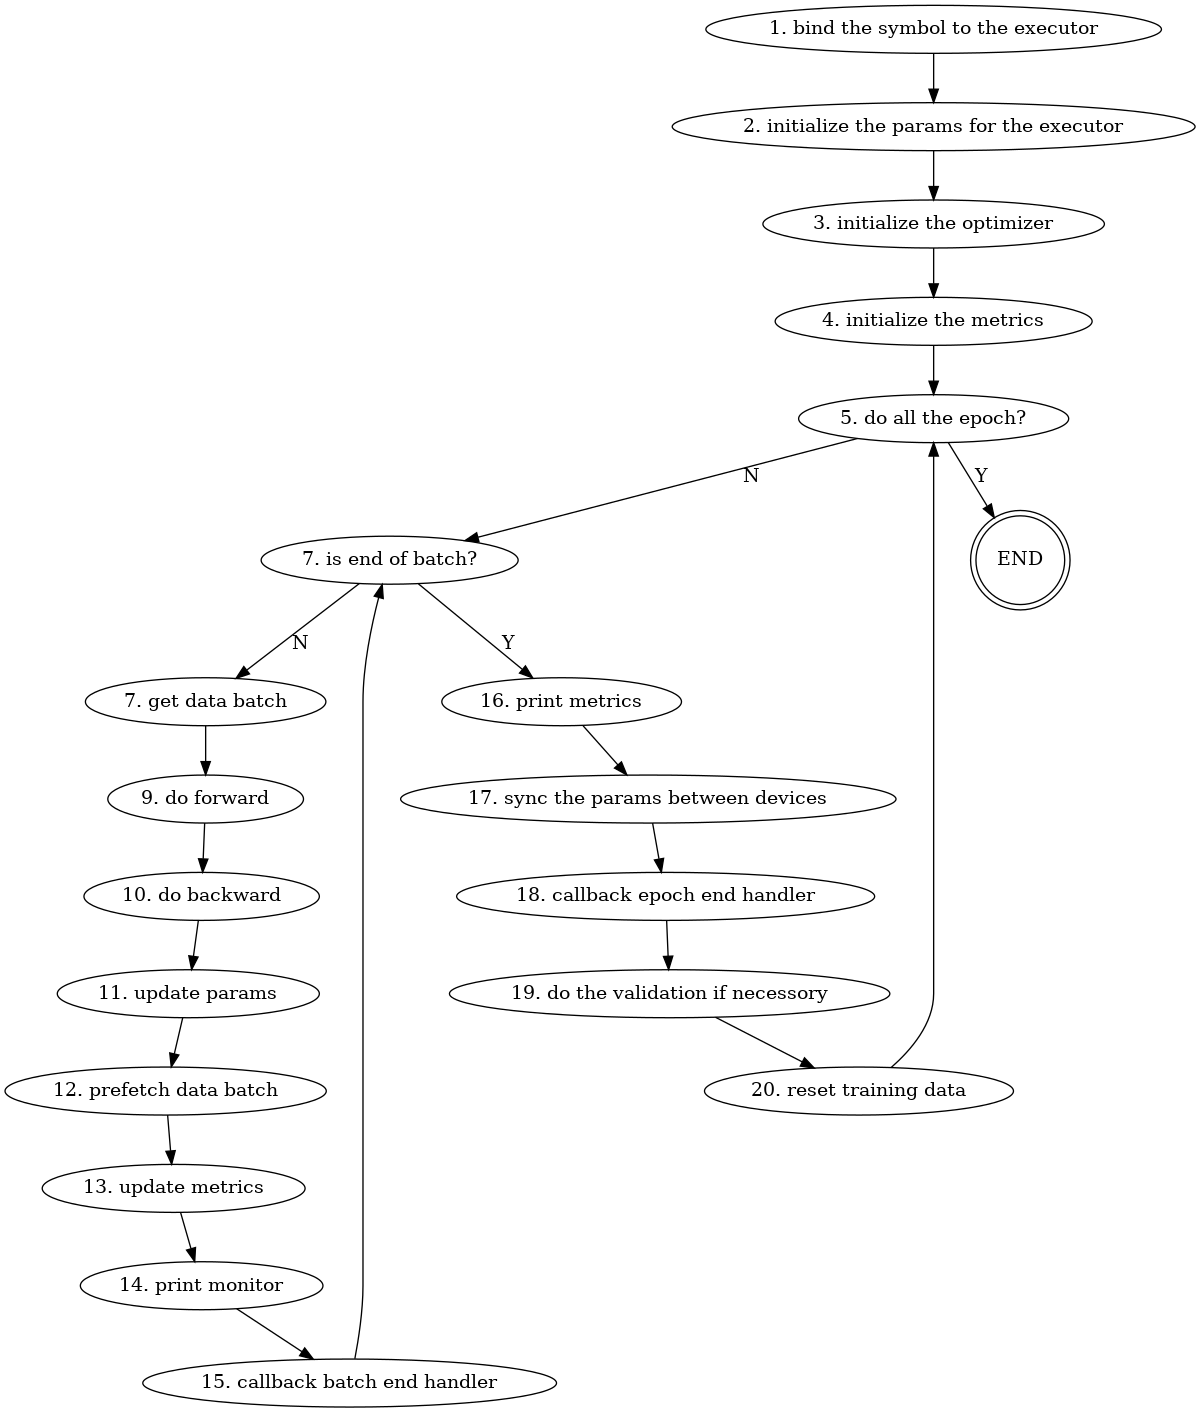 1. bind the symbol to the executor
2. initialize the params for the executor
3. initialize the optimizer
4. initialize the metrics
5. do all the epoch?
N
Y
7. is end of batch?
END
N
Y
7. get data batch
16. print metrics
9. do forward
17. sync the params between devices
10. do backward
18. callback epoch end handler
11. update params
19. do the validation if necessory
12. prefetch data batch
20. reset training data
13. update metrics
14. print monitor
15. callback batch end handler